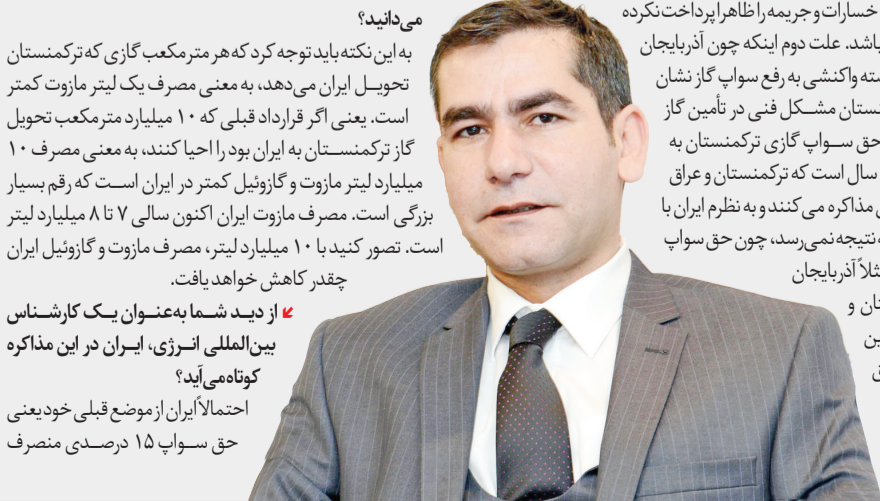 خسارات و جریمه را ظاهرا پرداخت نکرده
باشد. علت دوم اینکه چون آذربایجان
واکنشی به رفع سواپ گاز نشان
مشکل فنی در تأمین گاز
حق سواپ گازی ترکمنستان به
سال است که ترکمنستان و عراق
مذاکره می‌کنند و به نظرم ایران با
نتیجه نمی‌رسد، چون حق سواپ
آذربایجان
و
می‌دانید؟
به این نکته باید توجه کرد که هر متر مکعب گازی که ترکمنستان
تحویل ایران می‌دهد، به معنی مصرف یک لیتر مازوت کمتر
است. یعنی اگر قرارداد قبلی که ۱۰ میلیارد متر مکعب تحویل
گاز ترکمنستان به ایران بود را احیا کنند، به معنی مصرف ۱۰
میلیارد لیتر مازوت و گازوئیل کمتر در ایران است که رقم بسیار
بزرگی است. مصرف مازوت ایران اکنون سالی ۷ تا ۸ میلیارد لیتر
است. تصور کنید با ۱۰ میلیارد لیتر، مصرف مازوت و گازوئیل ایران
چقدر کاهش خواهد یافت.
از دید شما به‌عنوان یک کارشناس
بین‌المللی انرژی، ایران در این مذاکره
کوتاه می‌آید؟
احتمالاً ایران از موضع قبلی خود یعنی
حق سواپ ۱۵ درصدی منصرف